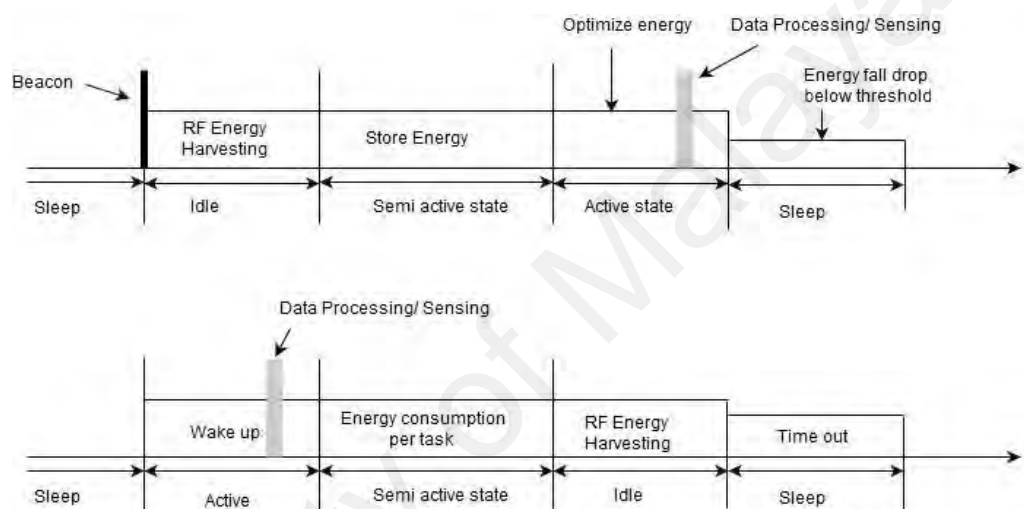 Optimize energy
Data Processing/ Sensing
Beacon
Energy fall drop
below threshold
RF Energy
Harvesting
Store Energy
Sleep
Idle
Semi active state
Active state
Sleep
Data Processing/ Sensing
Wake up
Energy consumption
per task
RF Energy
Harvesting
Time out
Sleep
Active
Semi active state
Idle
Sleep
of Malaya